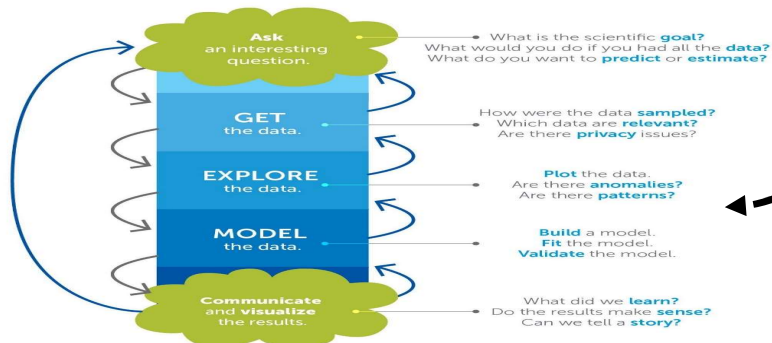 Ask
an interesting
question.
What is the scientific goal?
What would you do if you had all the data?
What do you want to predict or estimate?
GET
the data.
How were the data sampled?
Which data are relevant?
Are there privacy issues?
EXPLORE
the data.
Plot the data.
Are there anomalies?
Are there patterns?
MODEL
the data.
Build a model.
Fit the model.
Validate the model.
Communicate
and visualize
the results.
What did we learn?
Do the results make sense?
Can we tell a story?